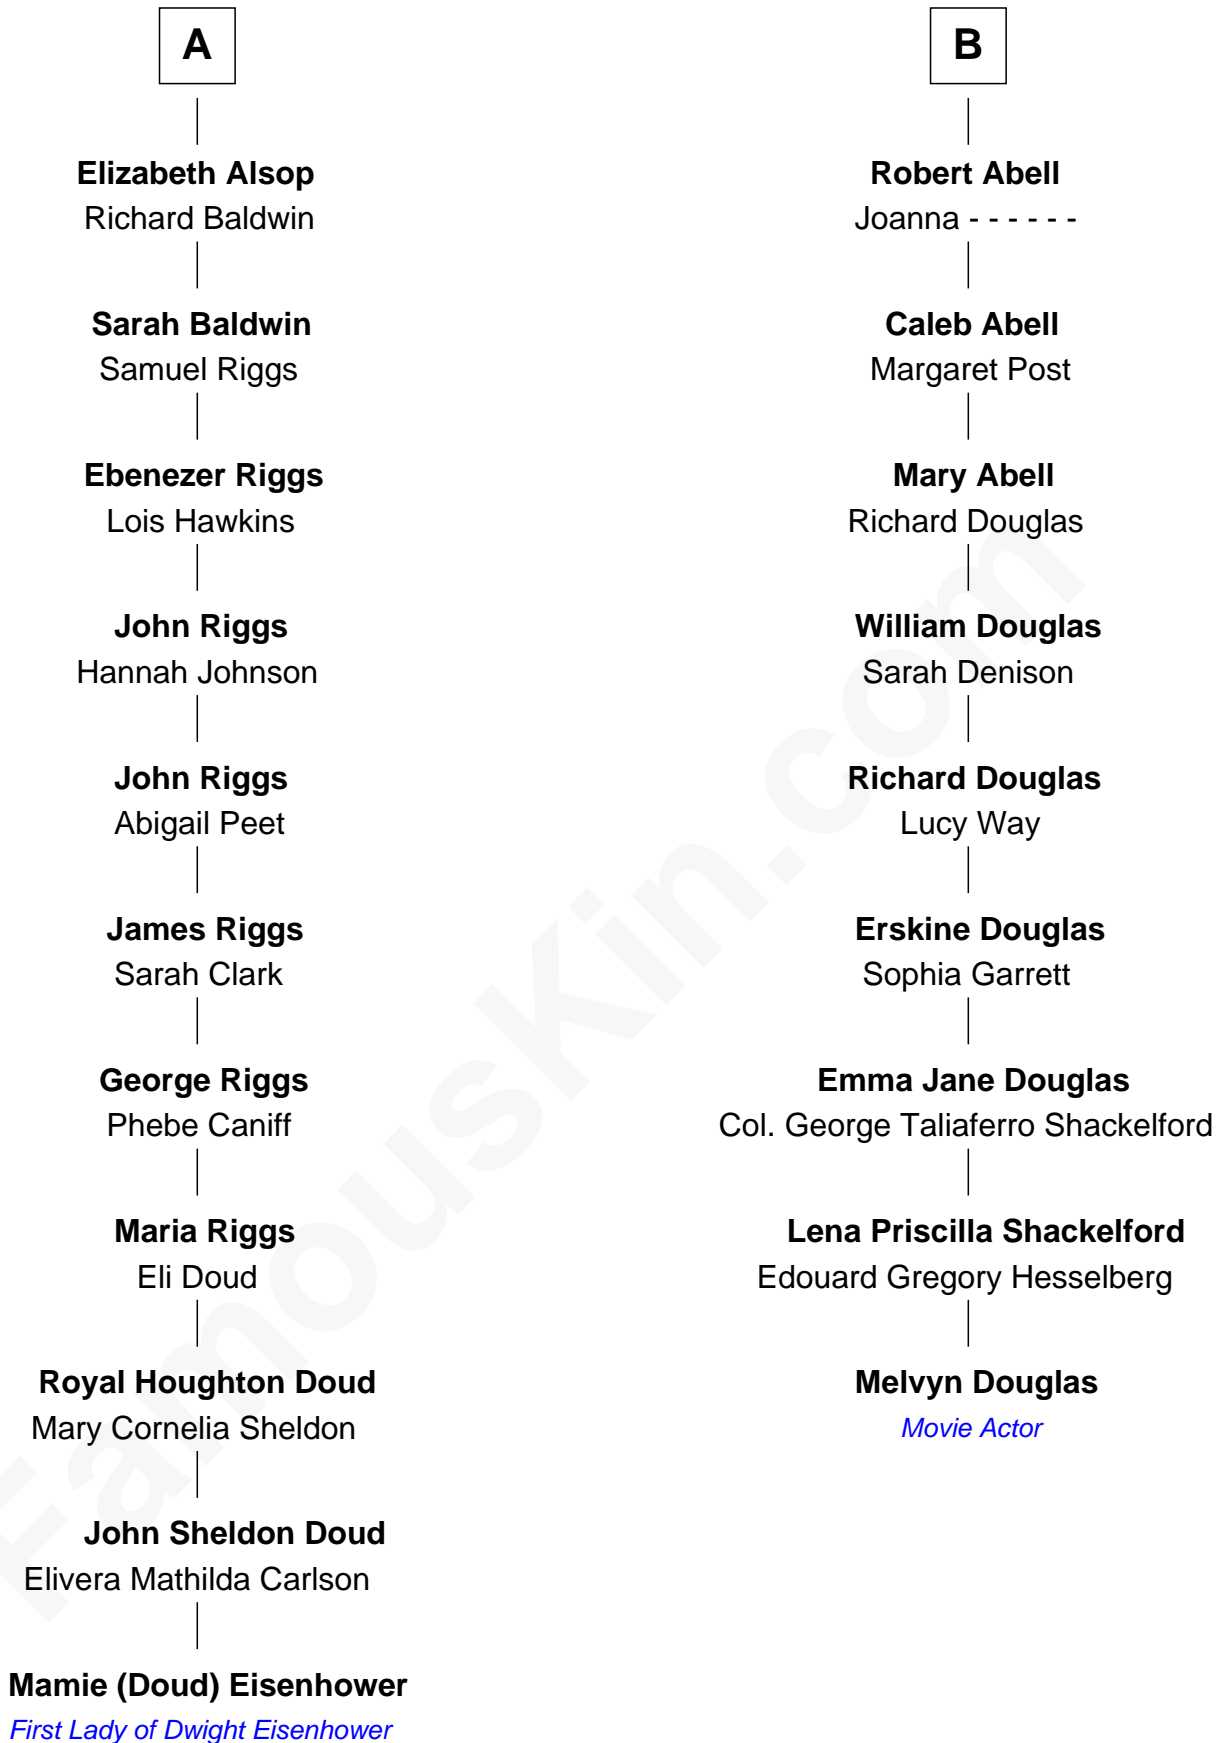 A
Elizabeth Alsop
Richard Baldwin
Sarah Baldwin
Samuel Riggs
Ebenezer Riggs
Lois Hawkins
John Riggs
Hannah Johnson
John Riggs
Abigail Peet
James Riggs
Sarah Clark
George Riggs
Phebe Caniff
Maria Riggs
Eli Doud
Royal Houghton Doud
Mary Cornelia Sheldon
John Sheldon Doud
Elivera Mathilda Carlson
Mamie (Doud) Eisenhower
First Lady of Dwight Eisenhower
B
Robert Abell
Joanna - - - - - -
Caleb Abell
Margaret Post
Mary Abell
Richard Douglas
William Douglas
Sarah Denison
Richard Douglas
Lucy Way
Erskine Douglas
Sophia Garrett
Emma Jane Douglas
Col. George Taliaferro Shackelford
Lena Priscilla Shackelford
Edouard Gregory Hesselberg
Melvyn Douglas
Movie Actor
FamousKin.com